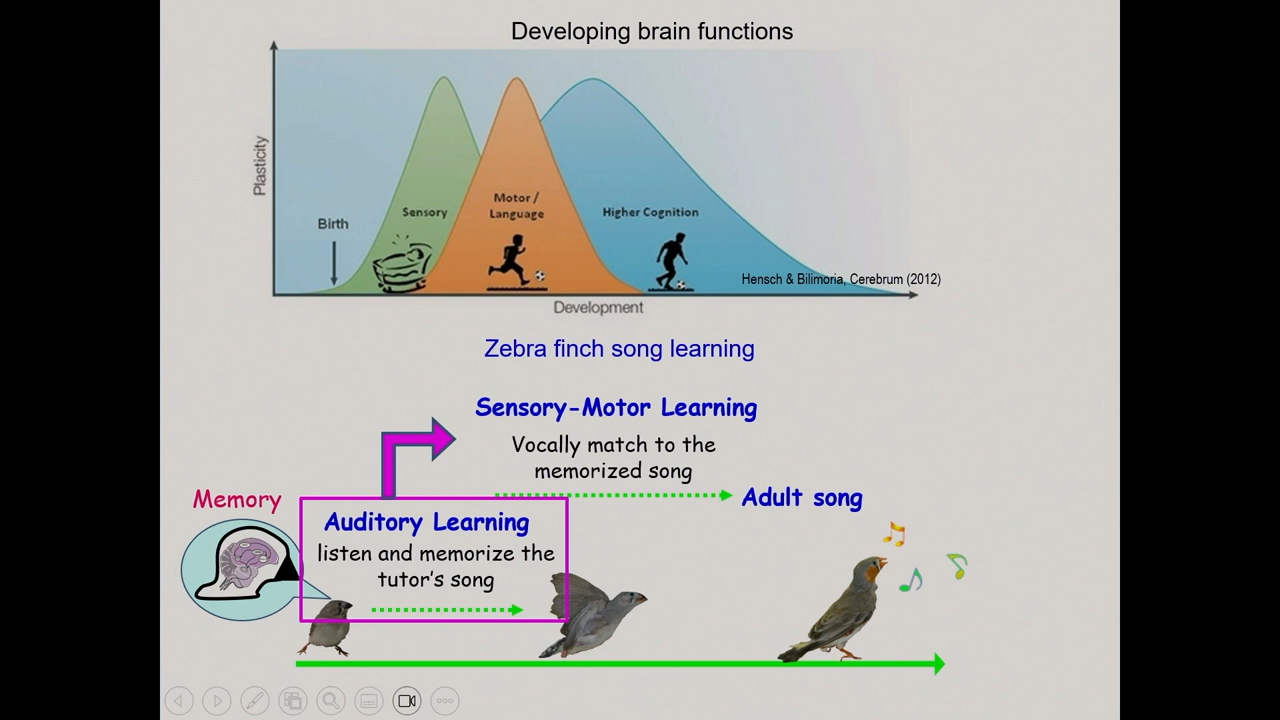 Developing brain functions
Plasticity
Birth
Sensory
Motor /
Language
Higher Cognition
Hensch & Bilimoria, Cerebrum (2012)
Development
Zebra finch song learning
Sensory-Motor Learning
Vocally match to the
memorized song
Adult song
Memory
Auditory Learning
listen and memorize the
tutor's song